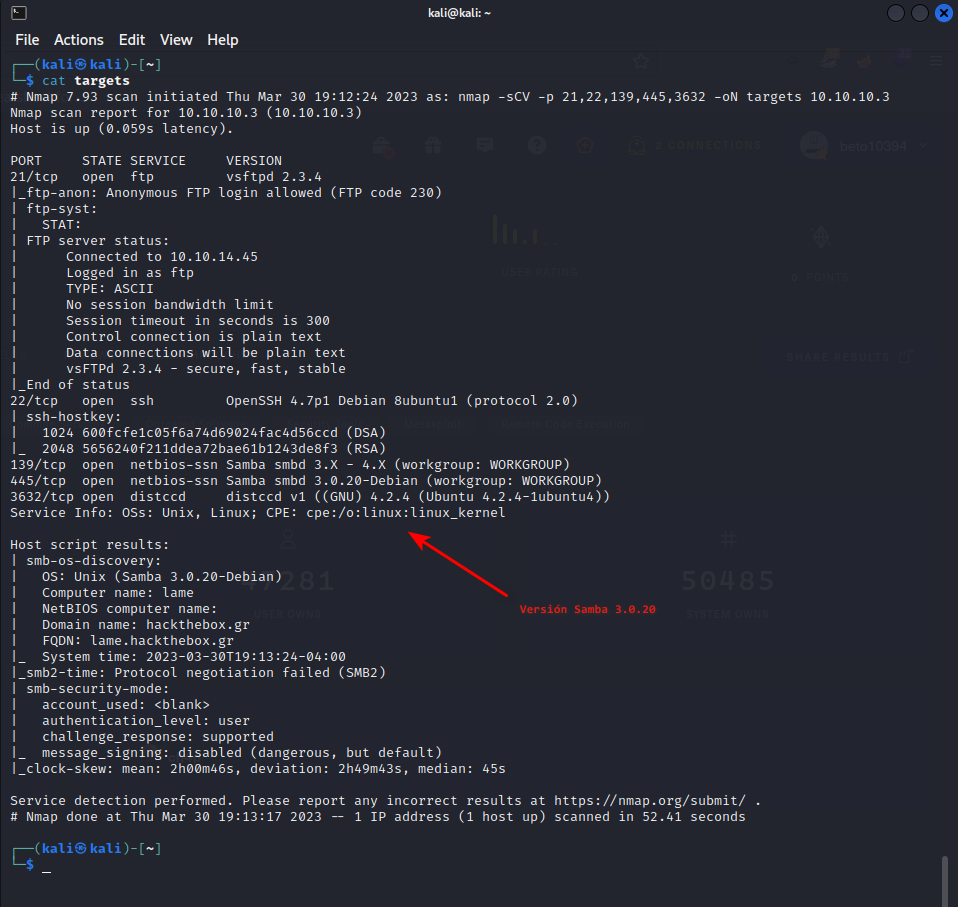 kali@kali: ~
File Actions Edit View Help
┌──(kali㉿kali)-[~]
└─$ cat targets
# Nmap 7.93 scan initiated Thu Mar 30 19:12:24 2023 as: nmap -sCV -p 21,22,139,445,3632 -oN targets 10.10.10.3
Nmap scan report for 10.10.10.3 (10.10.10.3)
Host is up (0.059s latency).
3 CONNECTIONS
beto10394
PORT     STATE SERVICE     VERSION
21/tcp   open  ftp         vsftpd 2.3.4
|_ftp-anon: Anonymous FTP login allowed (FTP code 230)
| ftp-syst:
|   STAT:
| FTP server status:
|      Connected to 10.10.14.45
|      Logged in as ftp
USER RATING
0 POINTS
|      TYPE: ASCII
|      No session bandwidth limit
|      Session timeout in seconds is 300
|      Control connection is plain text
|      Data connections will be plain text
SHARE RESULTS
|      vsFTPd 2.3.4 - secure, fast, stable
|_End of status
22/tcp   open  ssh         OpenSSH 4.7p1 Debian 8ubuntu1 (protocol 2.0)
| ssh-hostkey:
|   1024 600fcfe1c05f6a74d69024fac4d56ccd (DSA)
|_  2048 5656240f211ddea72bae61b1243de8f3 (RSA)
139/tcp  open  netbios-ssn Samba smbd 3.X - 4.X (workgroup: WORKGROUP)
445/tcp  open  netbios-ssn Samba smbd 3.0.20-Debian (workgroup: WORKGROUP)
3632/tcp open  distccd     distccd v1 ((GNU) 4.2.4 (Ubuntu 4.2.4-1ubuntu4))
Service Info: OSs: Unix, Linux; CPE: cpe:/o:linux:linux_kernel
Host script results:
| smb-os-discovery:
|   OS: Unix (Samba 3.0.20-Debian)
47281
50485
|   Computer name: lame
|   NetBIOS computer name:
Versión Samba 3.0.20
USER OWNS
SYSTEM OWNS
|   Domain name: hackthebox.gr
|   FQDN: lame.hackthebox.gr
|_  System time: 2023-03-30T19:13:24-04:00
|_smb2-time: Protocol negotiation failed (SMB2)
| smb-security-mode:
|   account_used: <blank>
|   authentication_level: user
|   challenge_response: supported
|_  message_signing: disabled (dangerous, but default)
|_clock-skew: mean: 2h00m46s, deviation: 2h49m43s, median: 45s
Service detection performed. Please report any incorrect results at https://nmap.org/submit/ .
# Nmap done at Thu Mar 30 19:13:17 2023 -- 1 IP address (1 host up) scanned in 52.41 seconds
┌──(kali㉿kali)-[~]
└─$ _